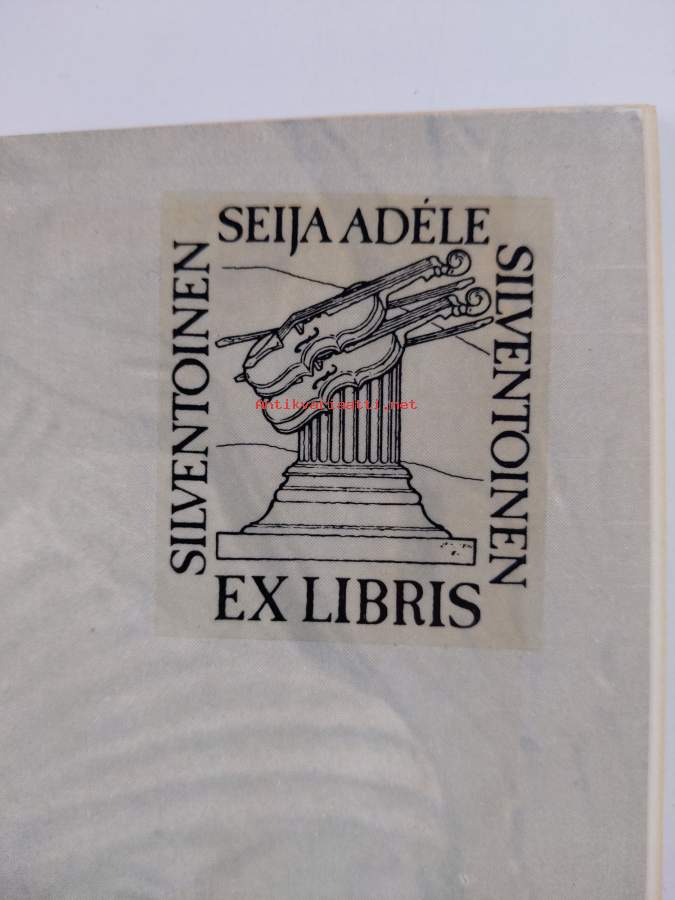 SEIJA ADÉLE
SILVENTOINEN
SILVENTOINEN
Antikvariaatti.net
EX LIBRIS